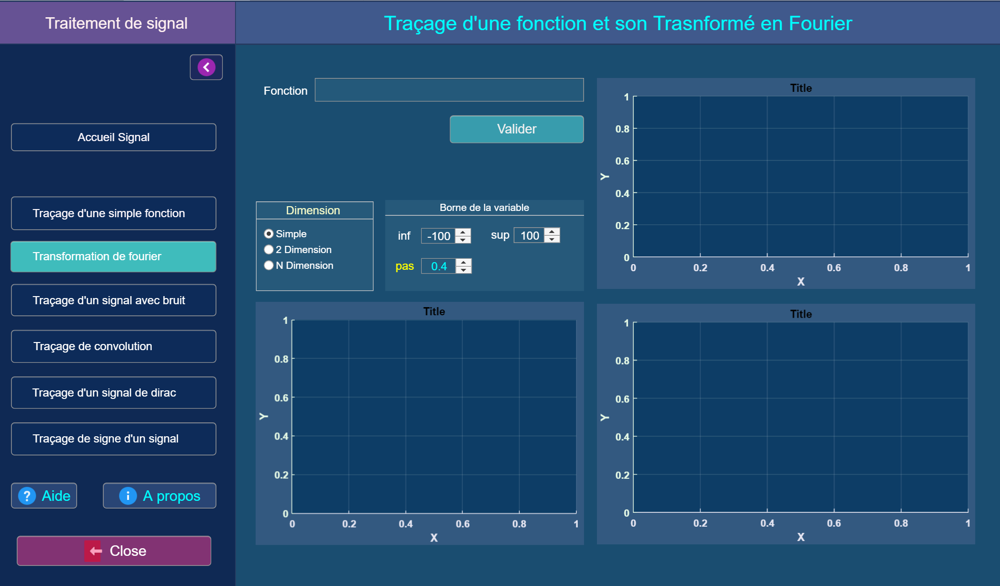 Traitement de signal
Traçage d'une fonction et son Trasnformé en Fourier
Accueil Signal
Traçage d'une simple fonction
Transformation de fourier
Traçage d'un signal avec bruit
Traçage de convolution
Traçage d'un signal de dirac
Traçage de signe d'un signal
? Aide
i A propos
Close
Fonction
Valider
Dimension
Simple
2 Dimension
N Dimension
Borne de la variable
inf -100 sup 100
pas 0.4
Title
1
0.8
0.6
0.4
0.2
0
Y
0 0.2 0.4 0.6 0.8 1
X
Title
1
0.8
0.6
0.4
0.2
0
Y
0 0.2 0.4 0.6 0.8 1
X
Title
1
0.8
0.6
0.4
0.2
0
Y
0 0.2 0.4 0.6 0.8 1
X